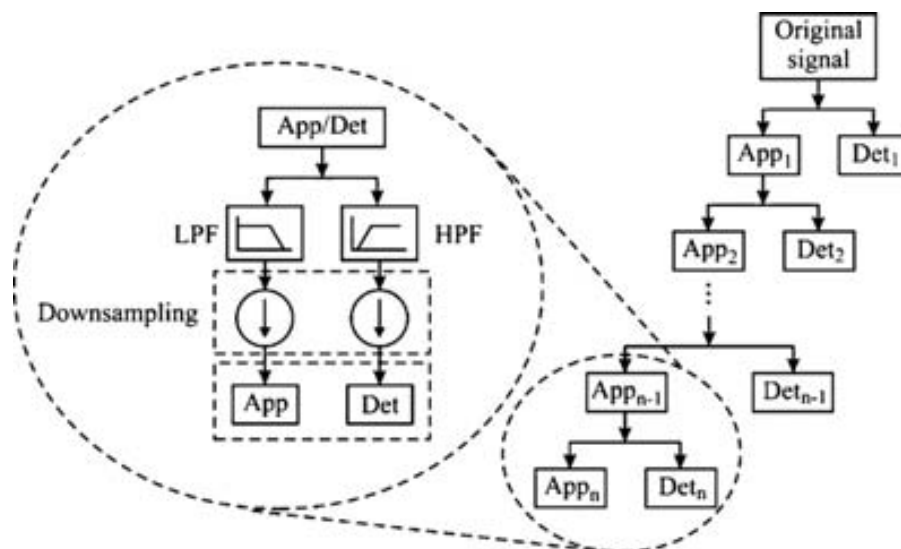 Original
signal
App/Det
App₁
Det₁
LPF
HPF
App₂
Det₂
Downsampling
App
Det
Appₙ₋₁
Detₙ₋₁
Appₙ
Detₙ